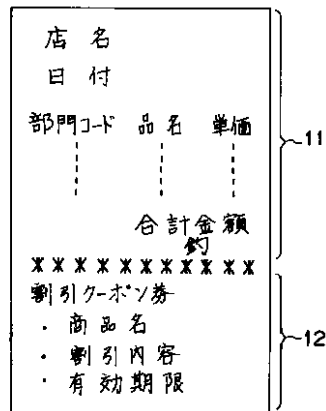 店名
日付
部門コード 品名 単価
合計金額
釣
＊＊＊＊＊＊＊＊＊＊＊
割引クーポン券
・商品名
・割引内容
・有効期限
11
12